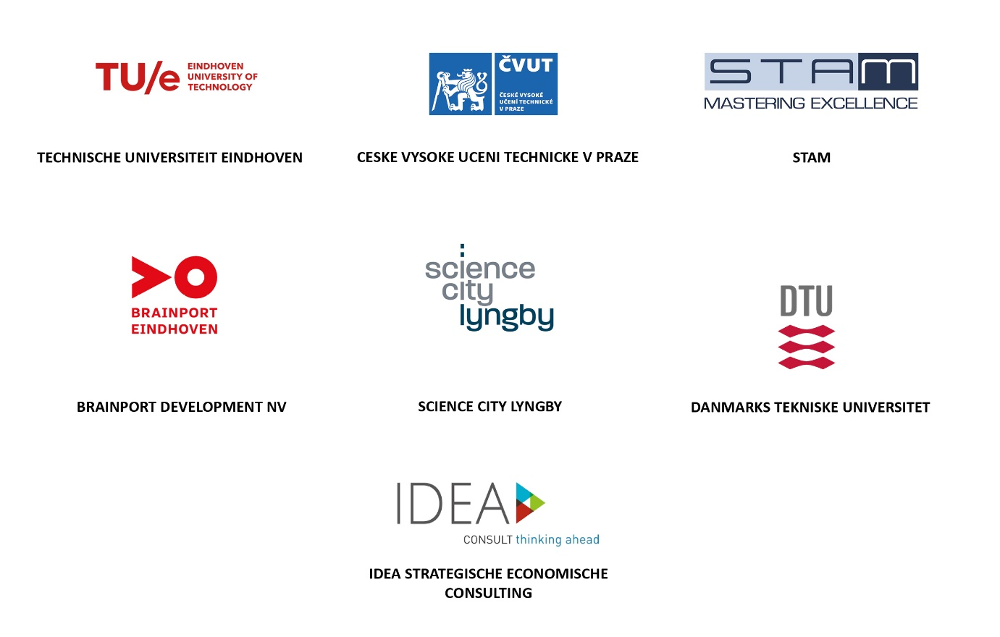 TU/e
EINDHOVEN
UNIVERSITY OF
TECHNOLOGY
ČVUT
ČESKÉ VYSOKÉ
UČENÍ TECHNICKÉ
V PRAZE
STAM
MASTERING EXCELLENCE
TECHNISCHE UNIVERSITEIT EINDHOVEN
CESKE VYSOKE UCENI TECHNICKE V PRAZE
STAM
BRAINPORT
EINDHOVEN
science
city
lyngby
DTU
BRAINPORT DEVELOPMENT NV
SCIENCE CITY LYNGBY
DANMARKS TEKNISKE UNIVERSITET
IDEA
CONSULT thinking ahead
IDEA STRATEGISCHE ECONOMISCHE
CONSULTING